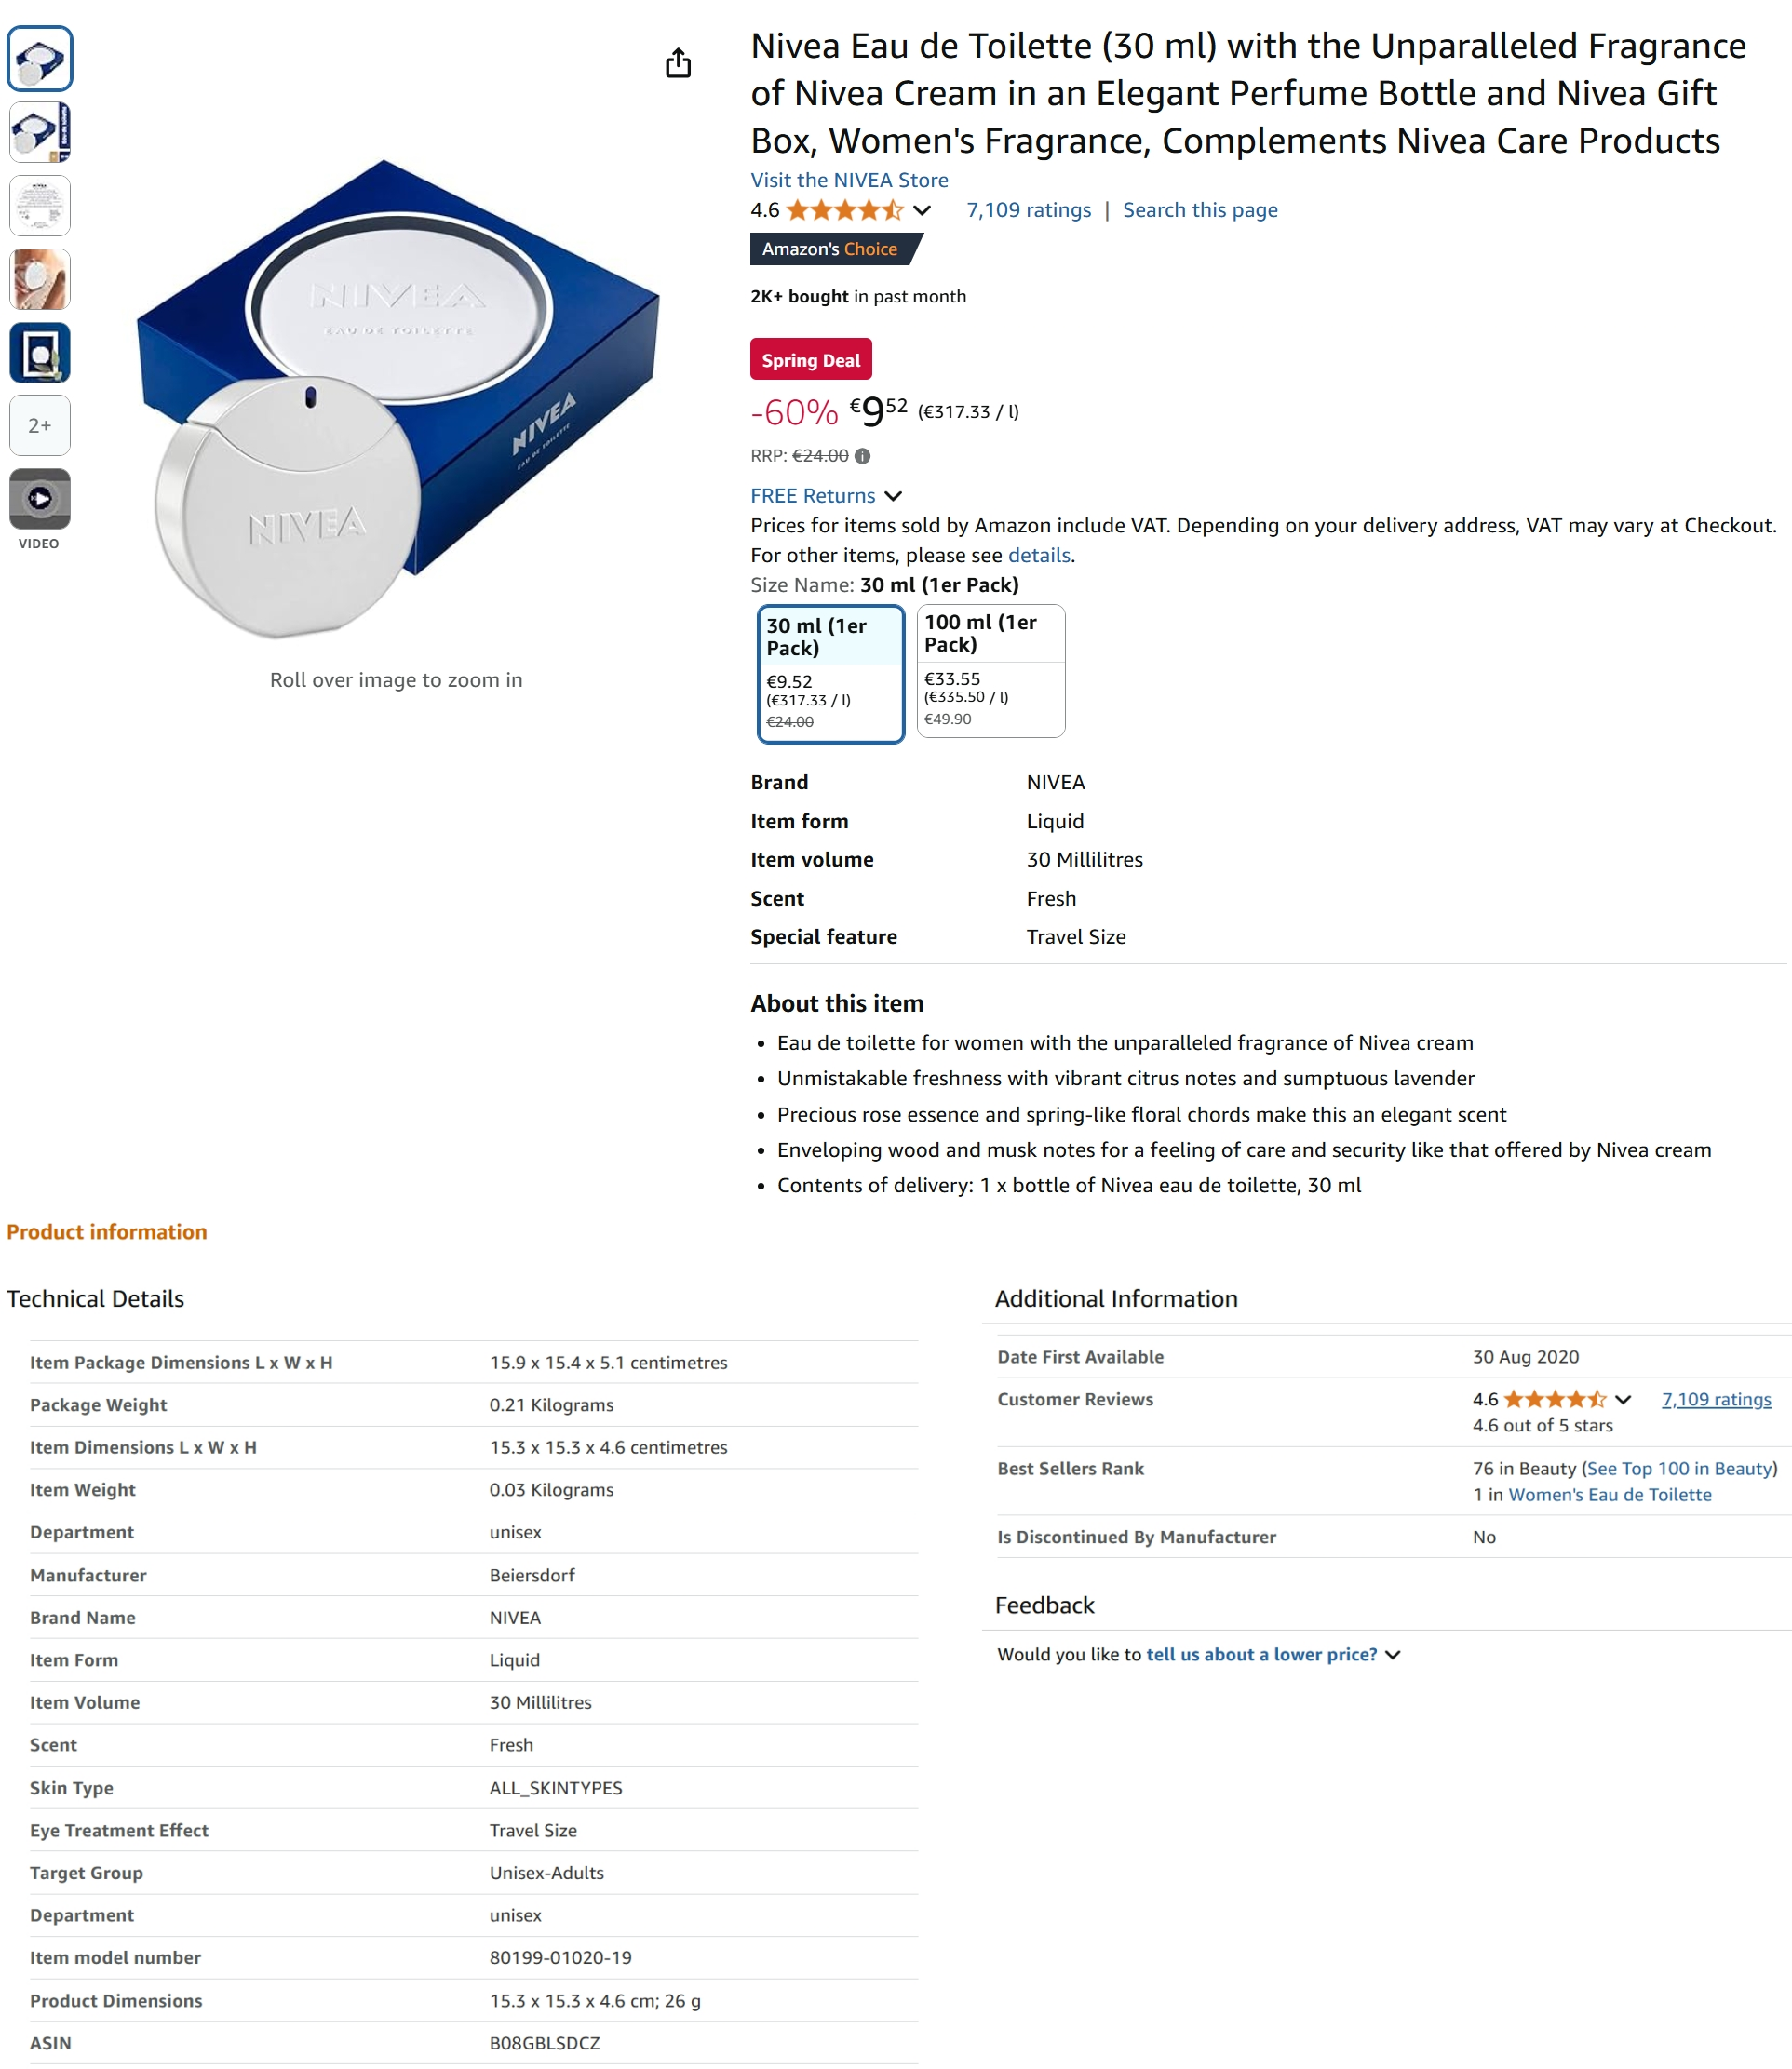 Nivea Eau de Toilette (30 ml) with the Unparalleled Fragrance
of Nivea Cream in an Elegant Perfume Bottle and Nivea Gift
Box, Women's Fragrance, Complements Nivea Care Products
Visit the NIVEA Store
4.6 7,109 ratings | Search this page
Amazon's Choice
2K+ bought in past month
Spring Deal
-60% €952 (€317.33 / l)
RRP: €24.00
FREE Returns
Prices for items sold by Amazon include VAT. Depending on your delivery address, VAT may vary at Checkout.
For other items, please see details.
Size Name: 30 ml (1er Pack)
30 ml (1er
Pack)
€9.52
(€317.33 / l)
€24.00
100 ml (1er
Pack)
€33.55
(€335.50 / l)
€49.90
NIVEA
EAU DE TOILETTE
NIVEA
EAU DE TOILETTE
NIVEA
2+
VIDEO
Roll over image to zoom in
Brand NIVEA
Item form Liquid
Item volume 30 Millilitres
Scent Fresh
Special feature Travel Size
About this item
• Eau de toilette for women with the unparalleled fragrance of Nivea cream
• Unmistakable freshness with vibrant citrus notes and sumptuous lavender
• Precious rose essence and spring-like floral chords make this an elegant scent
• Enveloping wood and musk notes for a feeling of care and security like that offered by Nivea cream
• Contents of delivery: 1 x bottle of Nivea eau de toilette, 30 ml
Product information
Technical Details
Item Package Dimensions L x W x H 15.9 x 15.4 x 5.1 centimetres
Package Weight 0.21 Kilograms
Item Dimensions L x W x H 15.3 x 15.3 x 4.6 centimetres
Item Weight 0.03 Kilograms
Department unisex
Manufacturer Beiersdorf
Brand Name NIVEA
Item Form Liquid
Item Volume 30 Millilitres
Scent Fresh
Skin Type ALL_SKINTYPES
Eye Treatment Effect Travel Size
Target Group Unisex-Adults
Department unisex
Item model number 80199-01020-19
Product Dimensions 15.3 x 15.3 x 4.6 cm; 26 g
ASIN B08GBLSDCZ
Additional Information
Date First Available 30 Aug 2020
Customer Reviews 4.6 7,109 ratings
4.6 out of 5 stars
Best Sellers Rank 76 in Beauty (See Top 100 in Beauty)
1 in Women's Eau de Toilette
Is Discontinued By Manufacturer No
Feedback
Would you like to tell us about a lower price?